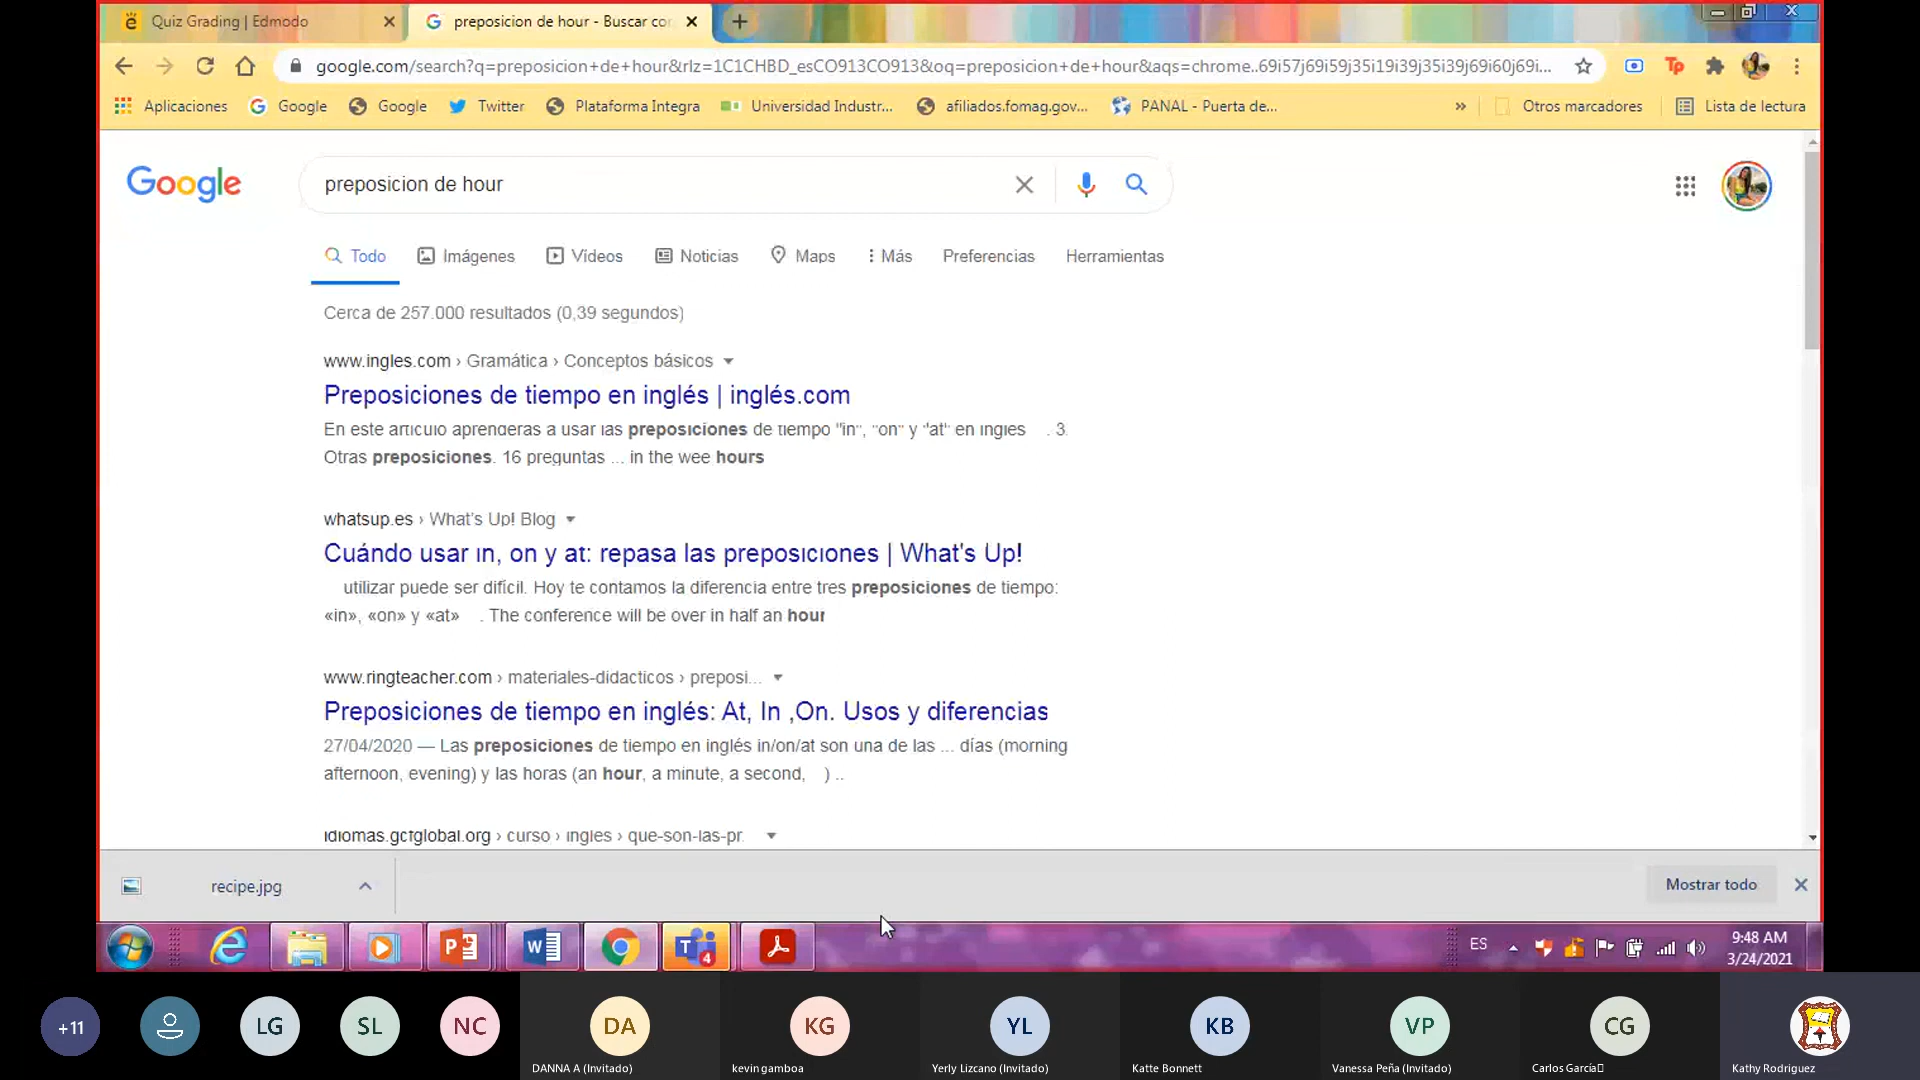 Quiz Grading | Edmodo
preposicion de hour - Buscar co
google.com/search?q=preposicion+de+hour&rlz=1C1CHBD_esCO913CO913&oq=preposicion+de+hour&aqs=chrome..69i57j69i59j35i19i39j35i39j69i60j69i...
Aplicaciones
Google
Google
Twitter
Plataforma Integra
Universidad Industr...
afiliados.fomag.gov...
PANAL - Puerta de...
»
Otros marcadores
Lista de lectura
Google
preposicion de hour
Todo
Imágenes
Vídeos
Noticias
Maps
Más
Preferencias
Herramientas
Cerca de 257.000 resultados (0,39 segundos)
www.ingles.com › Gramática › Conceptos básicos
Preposiciones de tiempo en inglés | inglés.com
En este artículo aprenderás a usar las preposiciones de tiempo "in", "on" y "at" en inglés . 3.
Otras preposiciones. 16 preguntas ... in the wee hours
whatsup.es › What's Up! Blog
Cuándo usar in, on y at: repasa las preposiciones | What's Up!
utilizar puede ser difícil. Hoy te contamos la diferencia entre tres preposiciones de tiempo:
«in», «on» y «at» . The conference will be over in half an hour
www.ringteacher.com › materiales-didacticos › preposi...
Preposiciones de tiempo en inglés: At, In ,On. Usos y diferencias
27/04/2020 — Las preposiciones de tiempo en inglés in/on/at son una de las ... días (morning
afternoon, evening) y las horas (an hour, a minute, a second, ) ..
idiomas.gcfglobal.org › curso › ingles › que-son-las-pr.
recipe.jpg
Mostrar todo
4
ES
9:48 AM
3/24/2021
+11
LG
SL
NC
DA
KG
YL
KB
VP
CG
DANNA A (Invitado)
kevin gamboa
Yerly Lizcano (Invitado)
Katte Bonnett
Vanessa Peña (Invitado)
Carlos García
Kathy Rodriguez